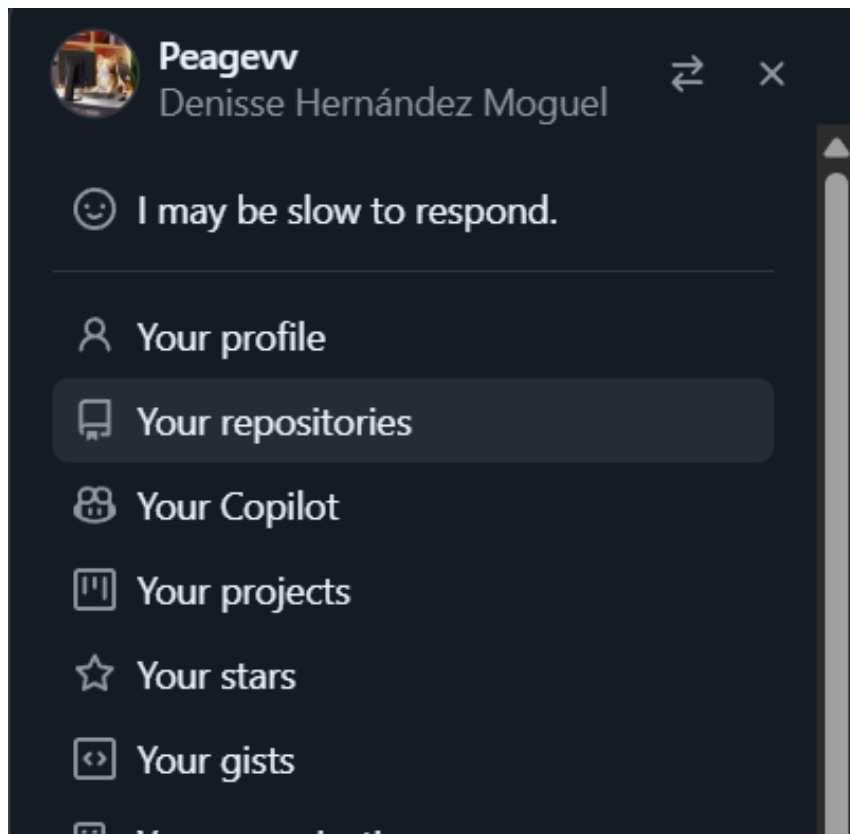 Peagevv
Denisse Hernández Moguel
I may be slow to respond.
Your profile
Your repositories
Your Copilot
Your projects
Your stars
Your gists